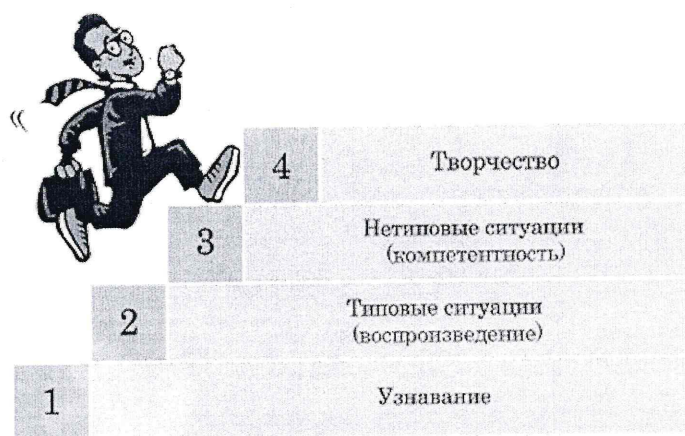 «
4 Творчество
3 Нетиповые ситуации
(компетентность)
2 Типовые ситуации
(воспроизведение)
1 Узнавание